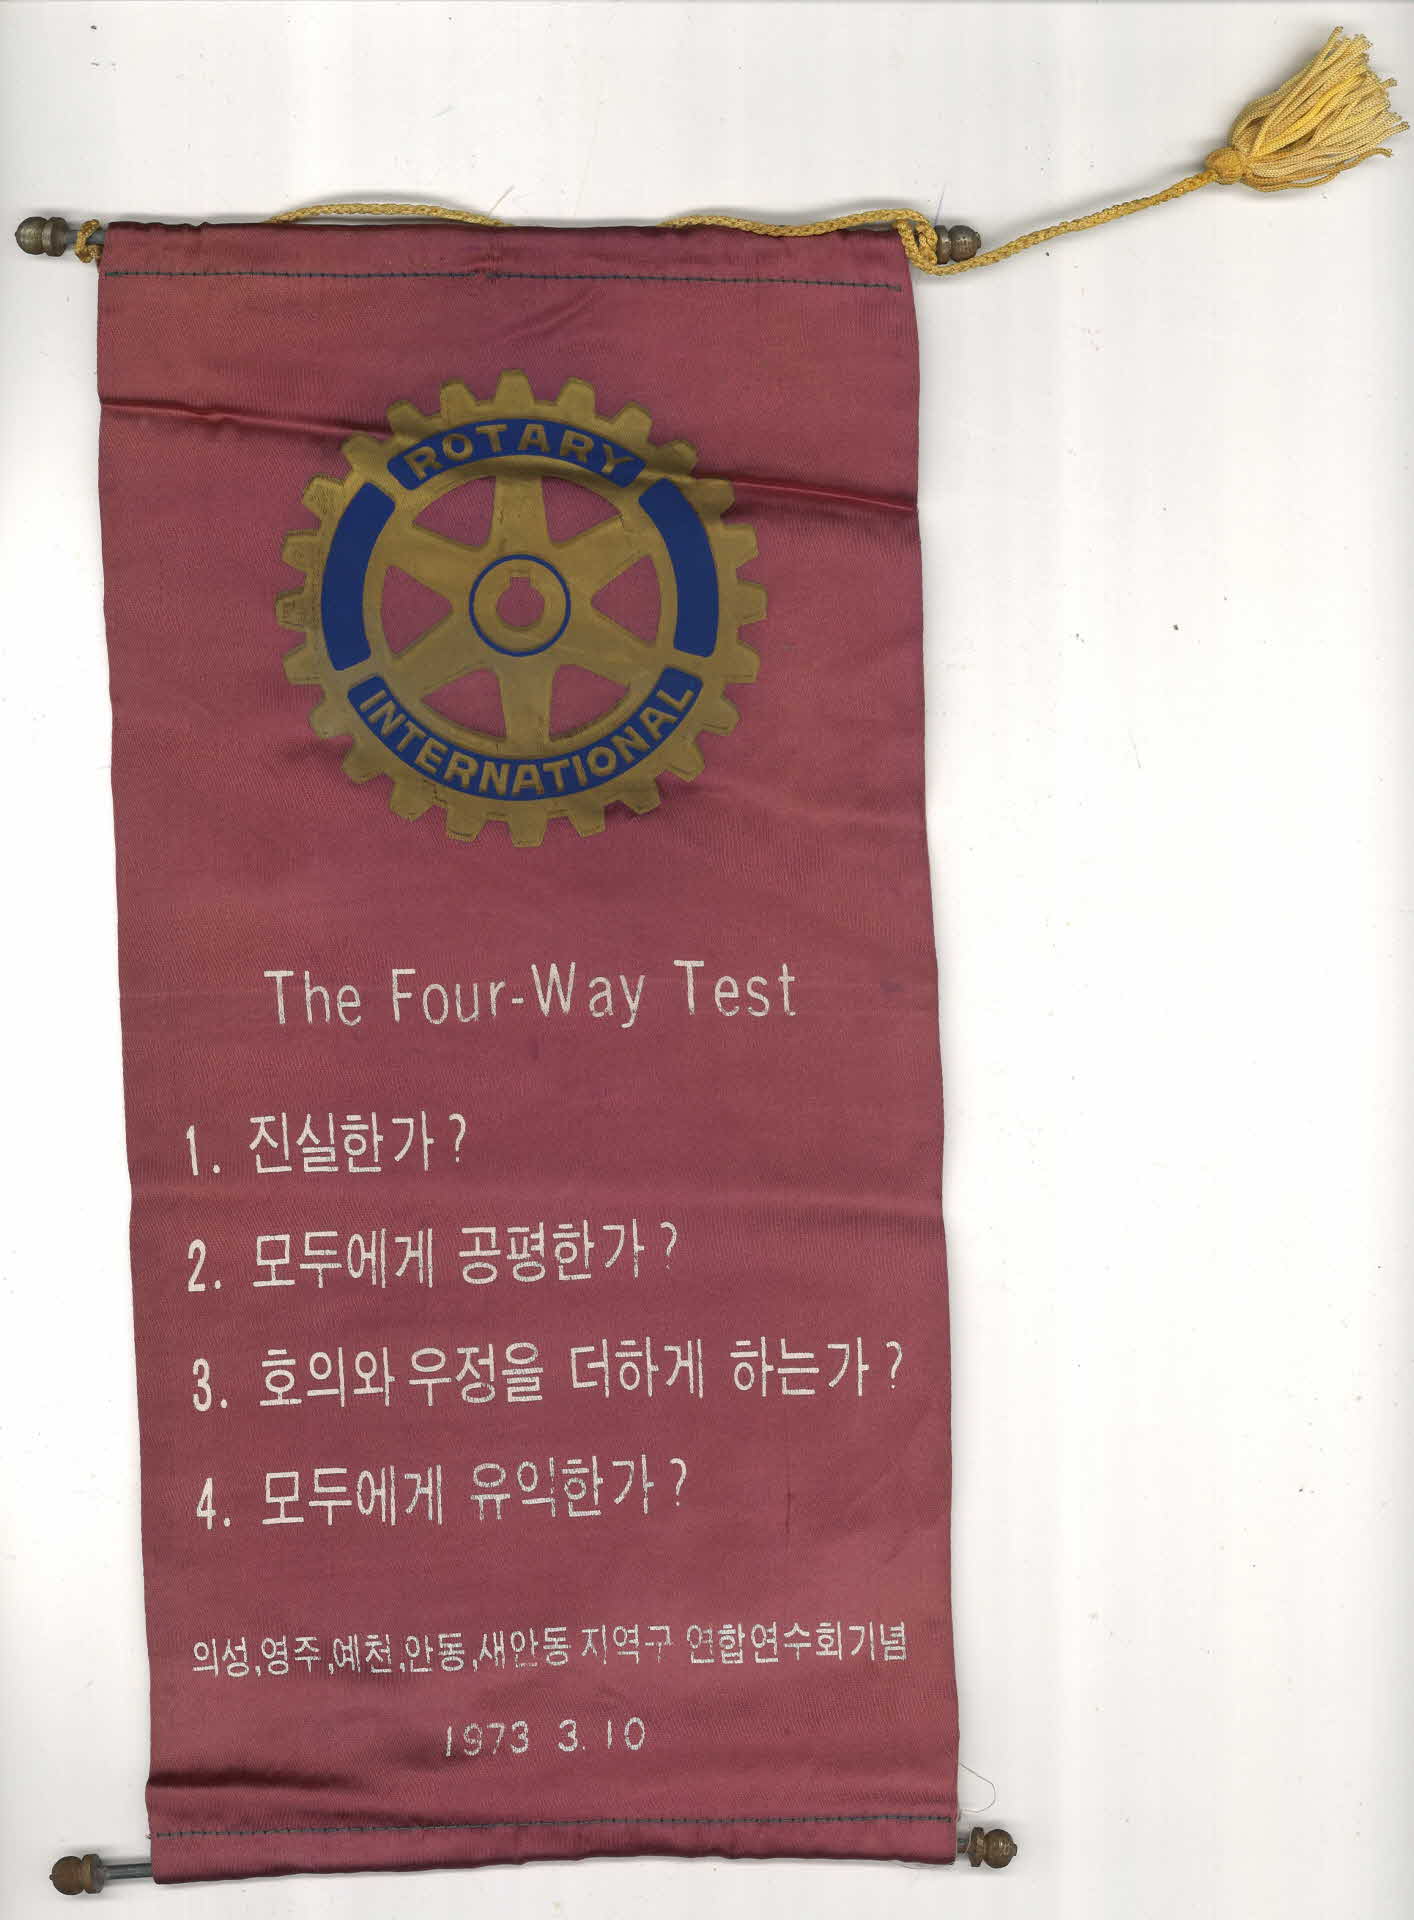 ROTARY
INTERNATIONAL
The Four-Way Test
1. 진실한가?
2. 모두에게 공평한가?
3. 호의와 우정을 더하게 하는가?
4. 모두에게 유익한가?
의성,영주,예천,안동,새안동 지역구 연합연수회기념
1973 3.10